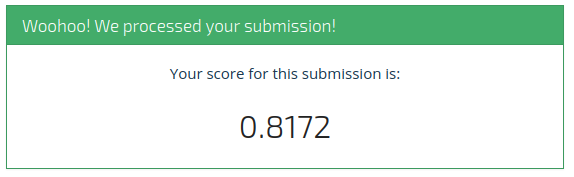 Woohoo! We processed your submission!
Your score for this submission is:
0.8172